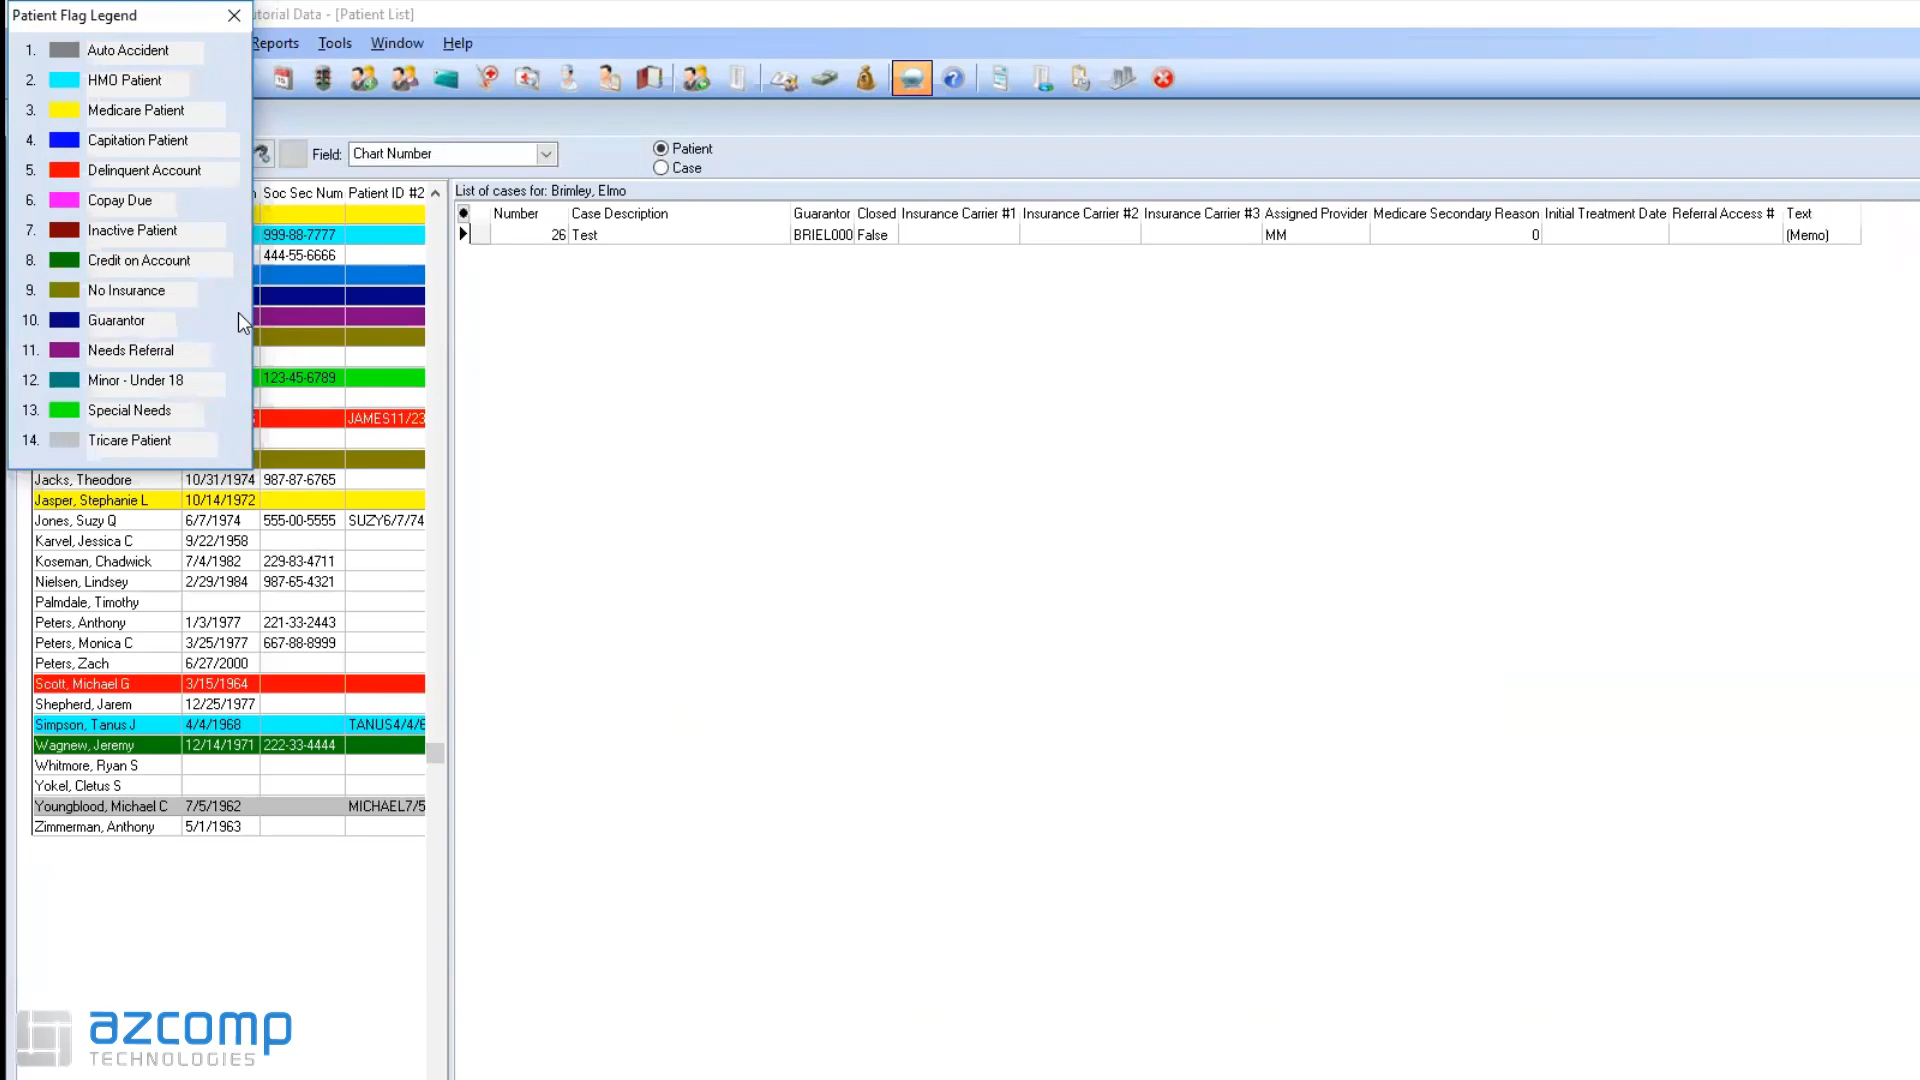 Patient Flag Legend
utorial Data - [Patient List]
1. Auto Accident
2. HMO Patient
3. Medicare Patient
4. Capitation Patient
5. Delinquent Account
6. Copay Due
7. Inactive Patient
8. Credit on Account
9. No Insurance
10. Guarantor
11. Needs Referral
12. Minor - Under 18
13. Special Needs
14. Tricare Patient
Reports Tools Window Help
Field: Chart Number
Patient
Case
Soc Sec Num Patient ID #2
999-88-7777
444-55-6666
123-45-6789
JAMES11/23
Jacks, Theodore 10/31/1974 987-87-6765
Jasper, Stephanie L 10/14/1972
Jones, Suzy Q 6/7/1974 555-00-5555 SUZY6/7/74
Karvel, Jessica C 9/22/1958
Koseman, Chadwick 7/4/1982 229-83-4711
Nielsen, Lindsey 2/29/1984 987-65-4321
Palmdale, Timothy
Peters, Anthony 1/3/1977 221-33-2443
Peters, Monica C 3/25/1977 667-88-8999
Peters, Zach 6/27/2000
Scott, Michael G 3/15/1964
Shepherd, Jarem 12/25/1977
Simpson, Tanus J 4/4/1968 TANUS4/4/6
Wagnew, Jeremy 12/14/1971 222-33-4444
Whitmore, Ryan S
Yokel, Cletus S
Youngblood, Michael C 7/5/1962 MICHAEL7/5
Zimmerman, Anthony 5/1/1963
List of cases for: Brimley, Elmo
Number Case Description Guarantor Closed Insurance Carrier #1 Insurance Carrier #2 Insurance Carrier #3 Assigned Provider Medicare Secondary Reason Initial Treatment Date Referral Access # Text
26 Test BRIEL000 False MM 0 (Memo)
azcomp
TECHNOLOGIES